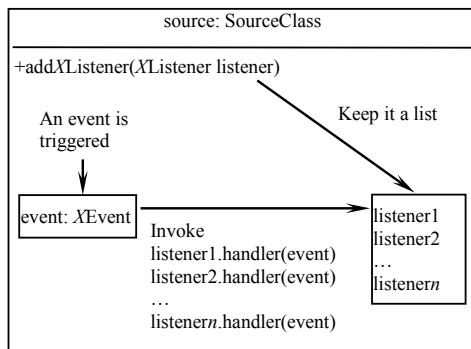 source: SourceClass
+addXListener(XListener listener)
An event is
triggered
Keep it a list
event: XEvent
Invoke
listener1.handler(event)
listener2.handler(event)
…
listenern.handler(event)
listener1
listener2
…
listenern